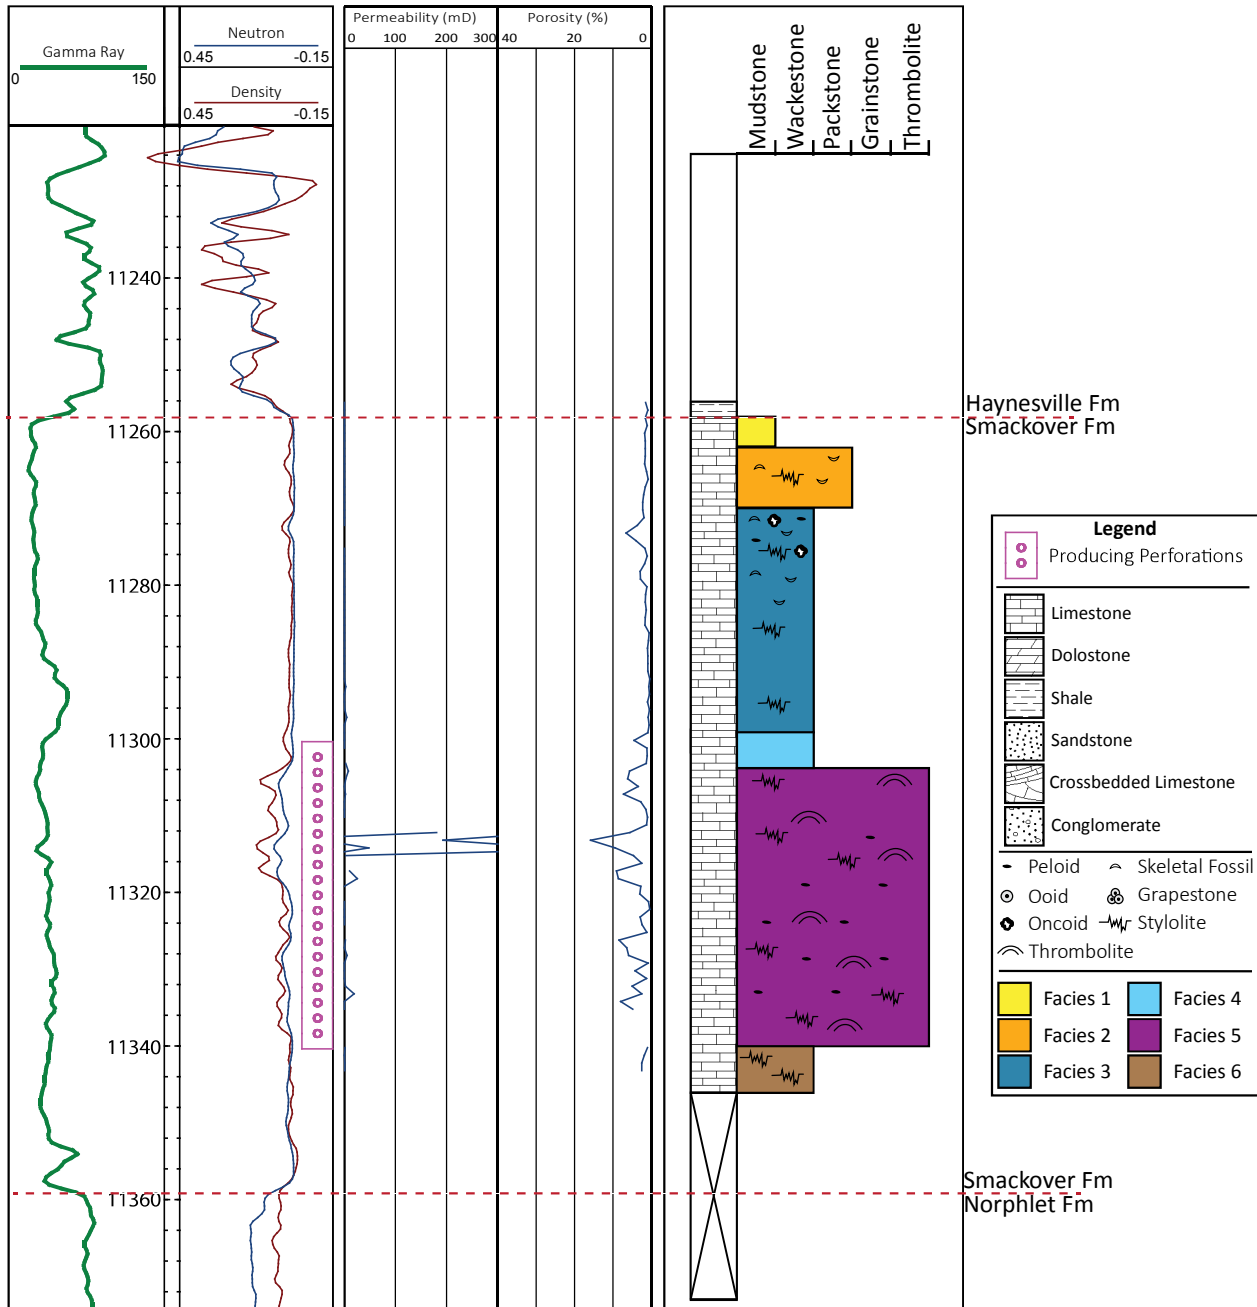 Gamma Ray
0 150
Neutron
0.45 -0.15
Density
0.45 -0.15
Permeability (mD)
0 100 200 300
Porosity (%)
40 20 0
Mudstone
Wackestone
Packstone
Grainstone
Thrombolite
11240
11260
11280
11300
11320
11340
11360
Haynesville Fm
Smackover Fm
Smackover Fm
Norphlet Fm
Legend
Producing Perforations
Limestone
Dolostone
Shale
Sandstone
Crossbedded Limestone
Conglomerate
Peloid Skeletal Fossil
Ooid Grapestone
Oncoid Stylolite
Thrombolite
Facies 1 Facies 4
Facies 2 Facies 5
Facies 3 Facies 6